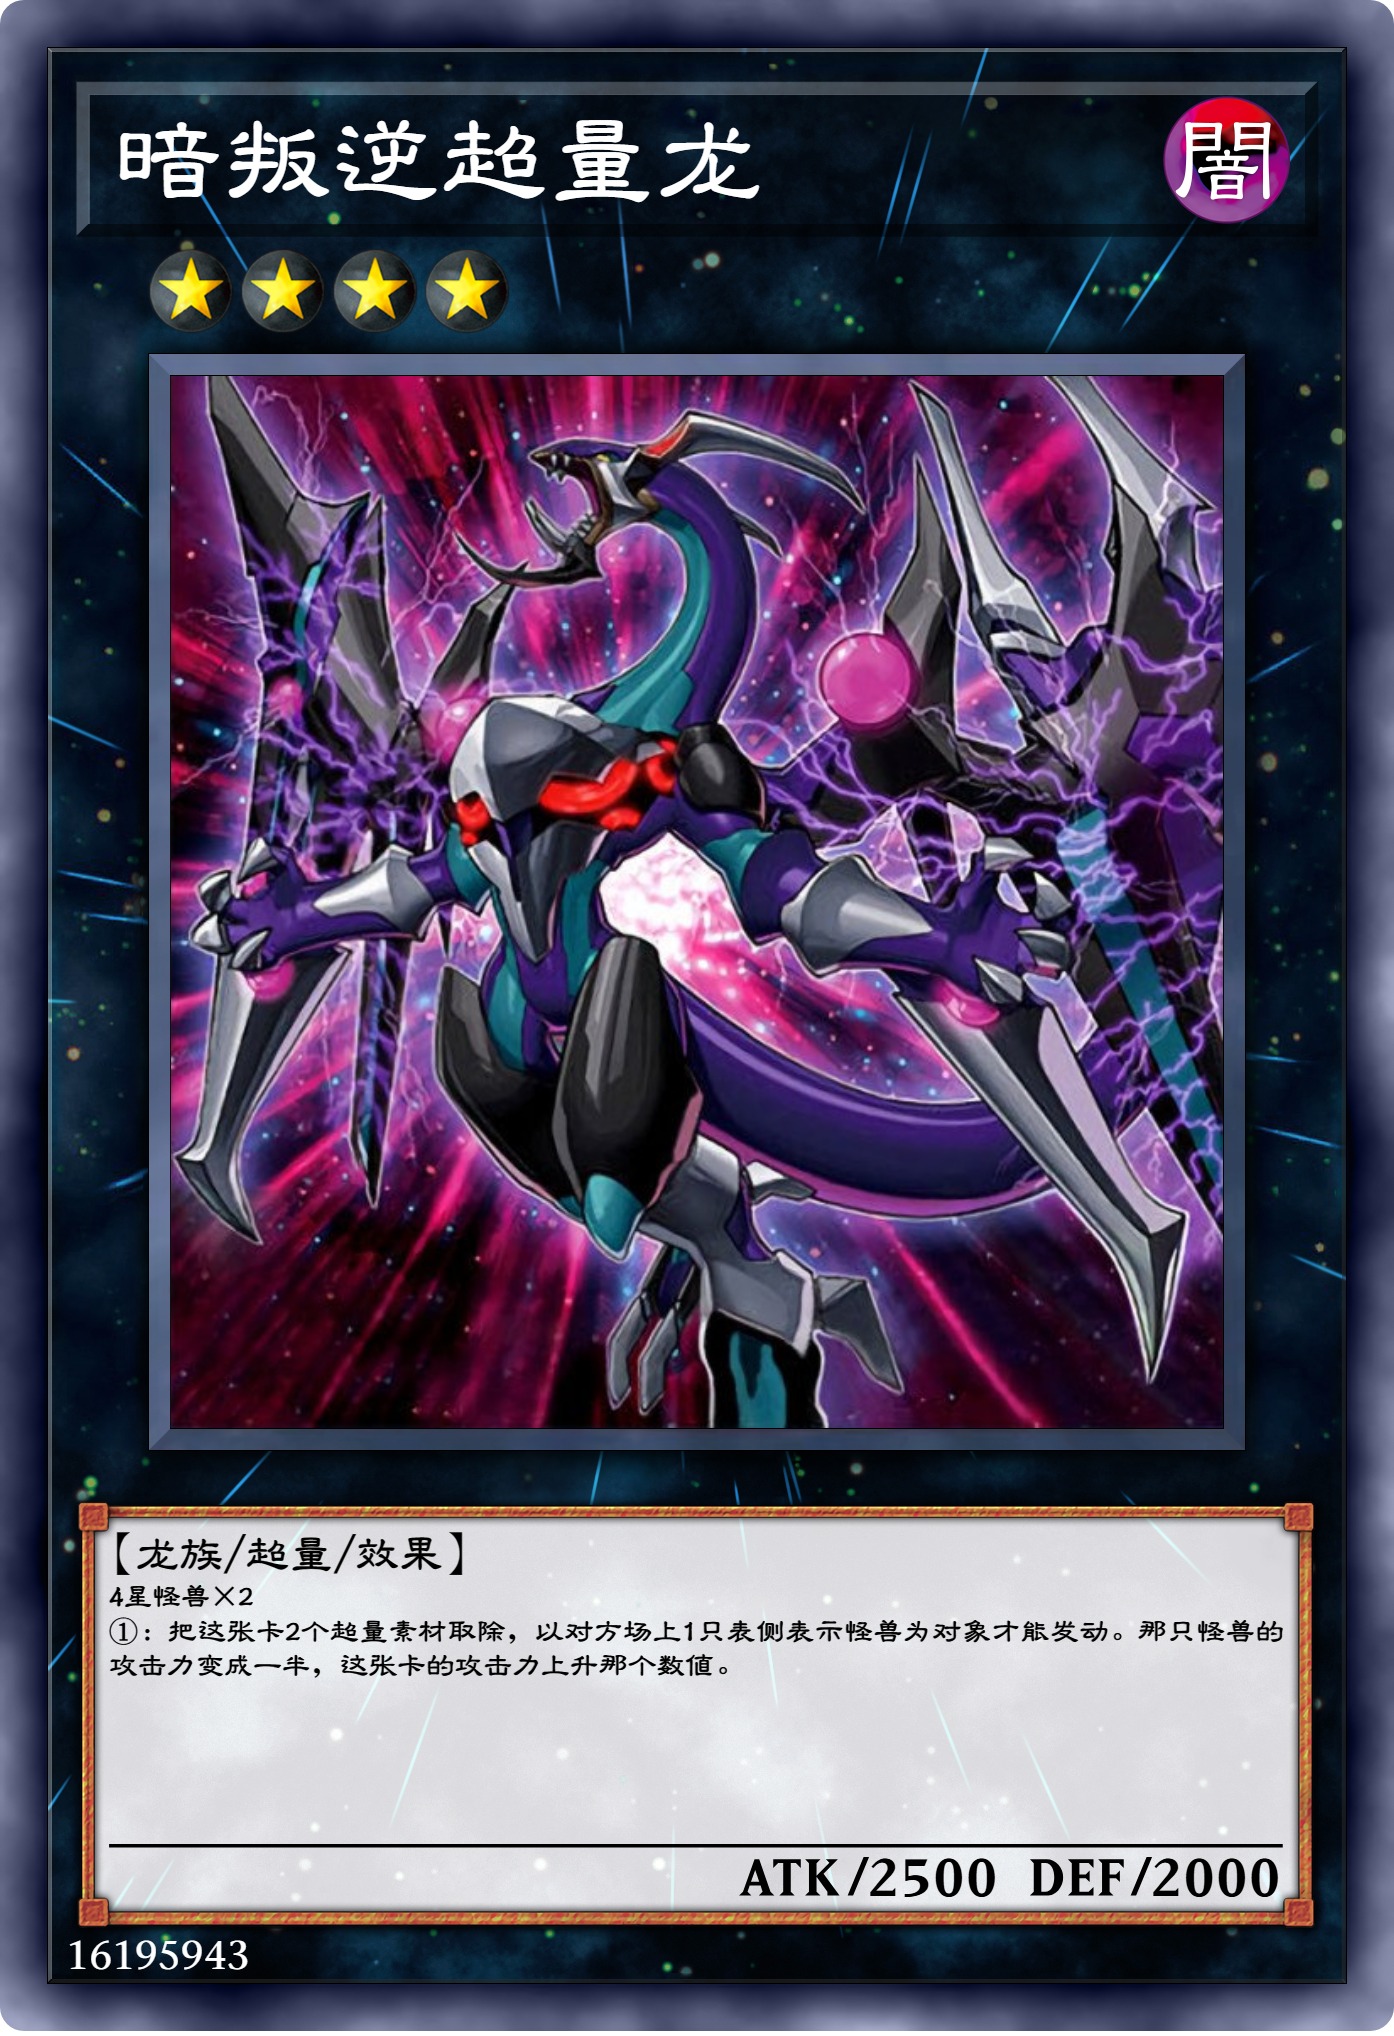 暗叛逆超量龙
闇
【龙族/超量/效果】
4星怪兽×2
①：把这张卡2个超量素材取除，以对方场上1只表侧表示怪兽为对象才能发动。那只怪兽的
攻击力变成一半，这张卡的攻击力上升那个数值。
ATK/2500 DEF/2000
16195943